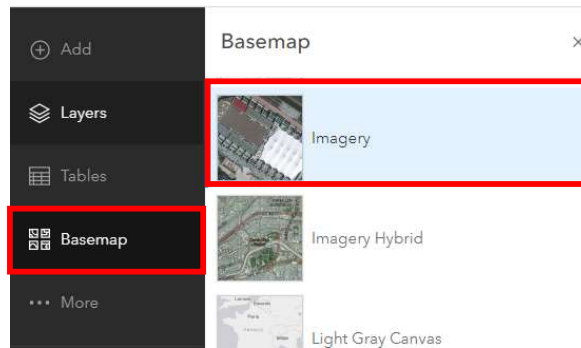 Add
Layers
Tables
Basemap
More
Basemap
×
Imagery
Imagery Hybrid
Light Gray Canvas